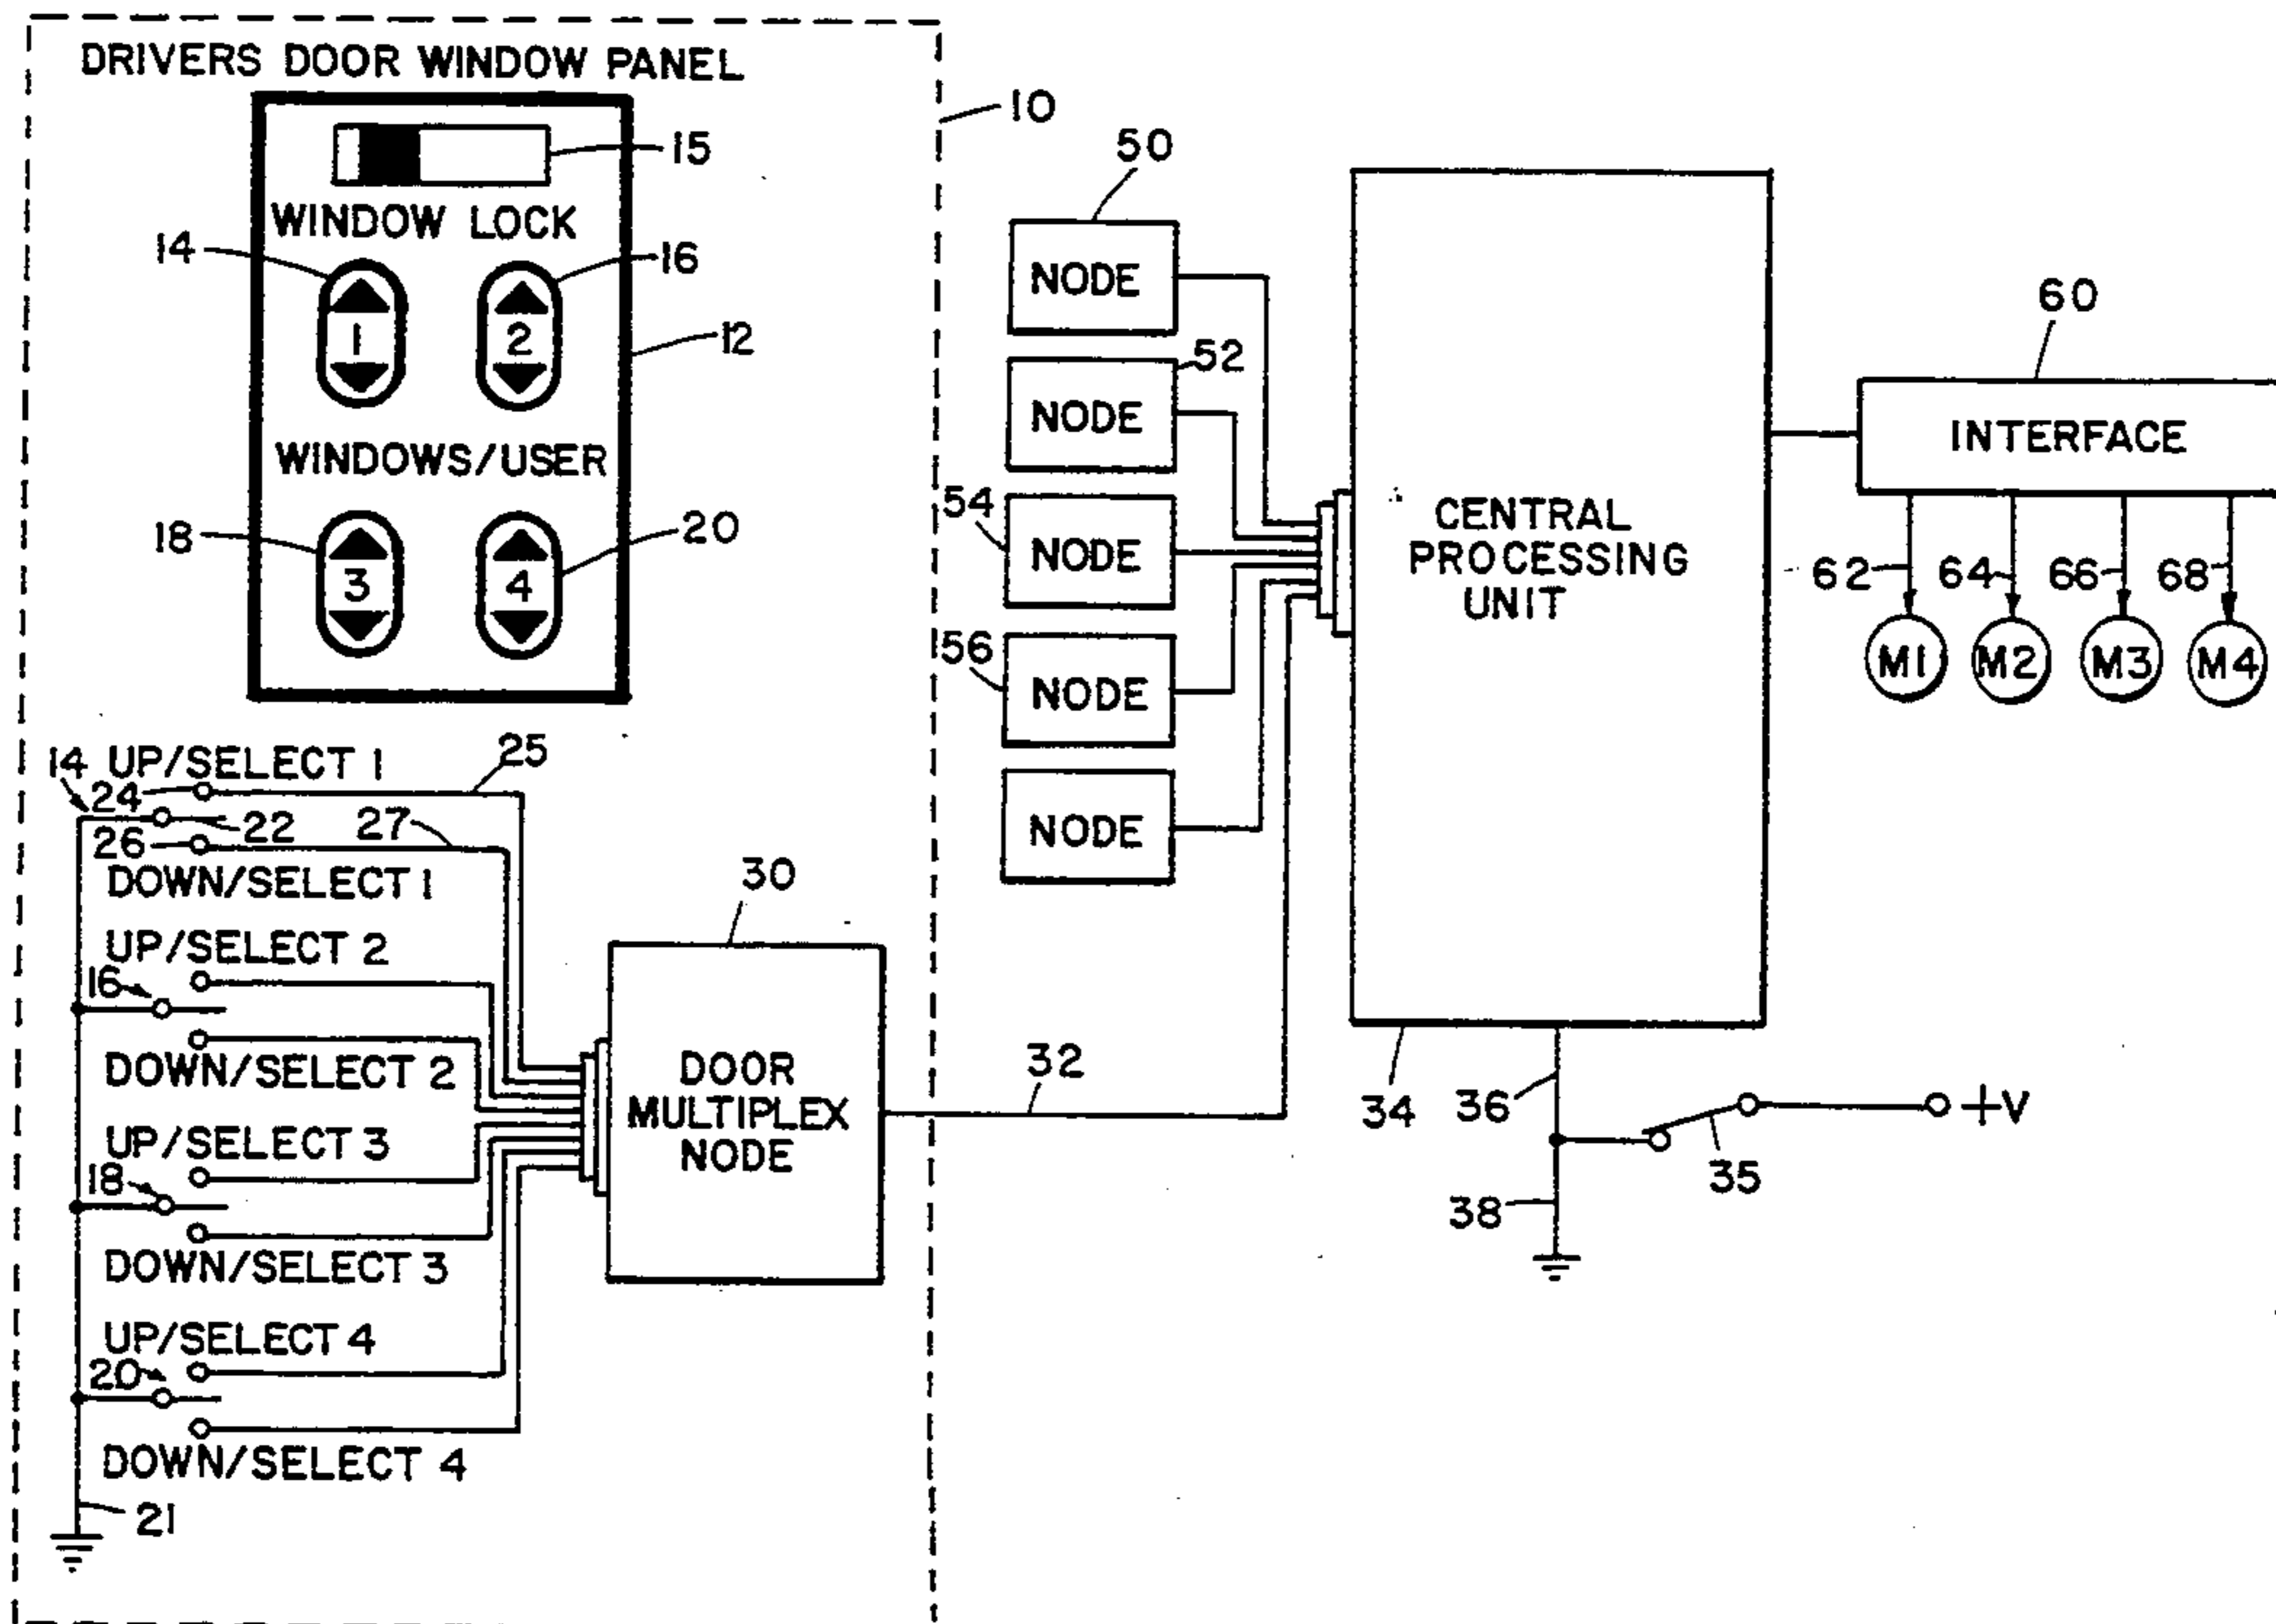 DRIVERS DOOR WINDOW PANEL
10
15
WINDOW LOCK
14
16
1
2
12
WINDOWS/USER
18
20
3
4
50
NODE
52
NODE
54
NODE
56
NODE
NODE
CENTRAL
PROCESSING
UNIT
60
INTERFACE
62
64
66
68
M1
M2
M3
M4
14
UP/SELECT 1
25
24
22
27
26
DOWN/SELECT 1
UP/SELECT 2
16
DOWN/SELECT 2
UP/SELECT 3
18
DOWN/SELECT 3
UP/SELECT 4
20
DOWN/SELECT 4
21
30
DOOR
MULTIPLEX
NODE
32
34
36
35
+V
38